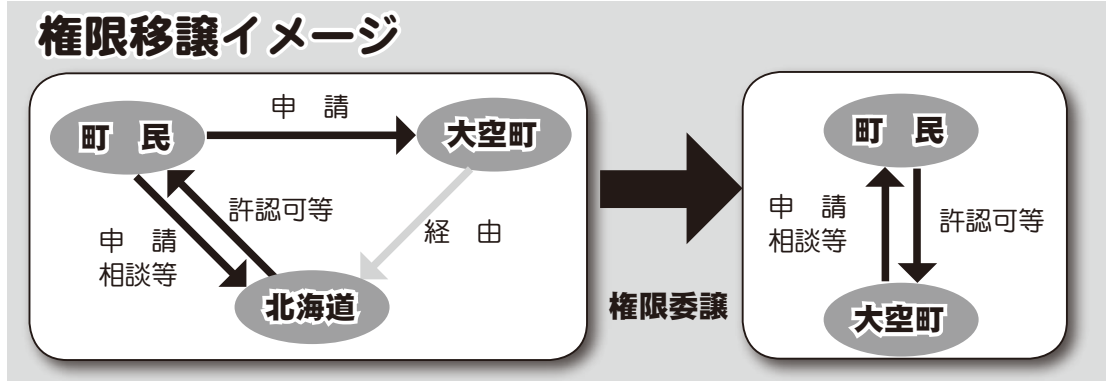 権限移譲イメージ
町　民
申　請
大空町
許認可等
申　請
相談等
経　由
北海道
権限委譲
町　民
申　請
相談等
許認可等
大空町